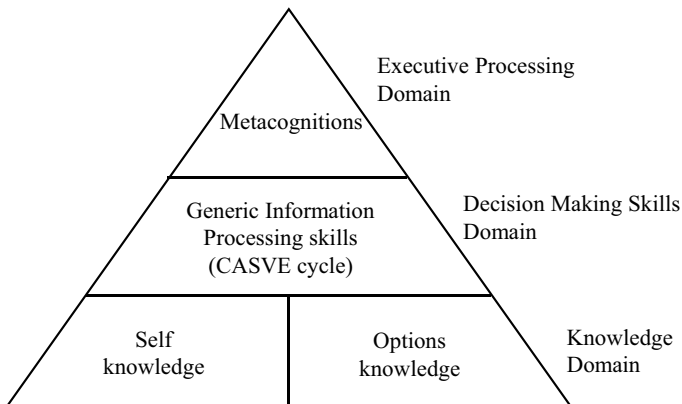 Executive Processing
Domain
Metacognitions
Decision Making Skills
Domain
Generic Information
Processing skills
(CASVE cycle)
Knowledge
Domain
Self
knowledge
Options
knowledge